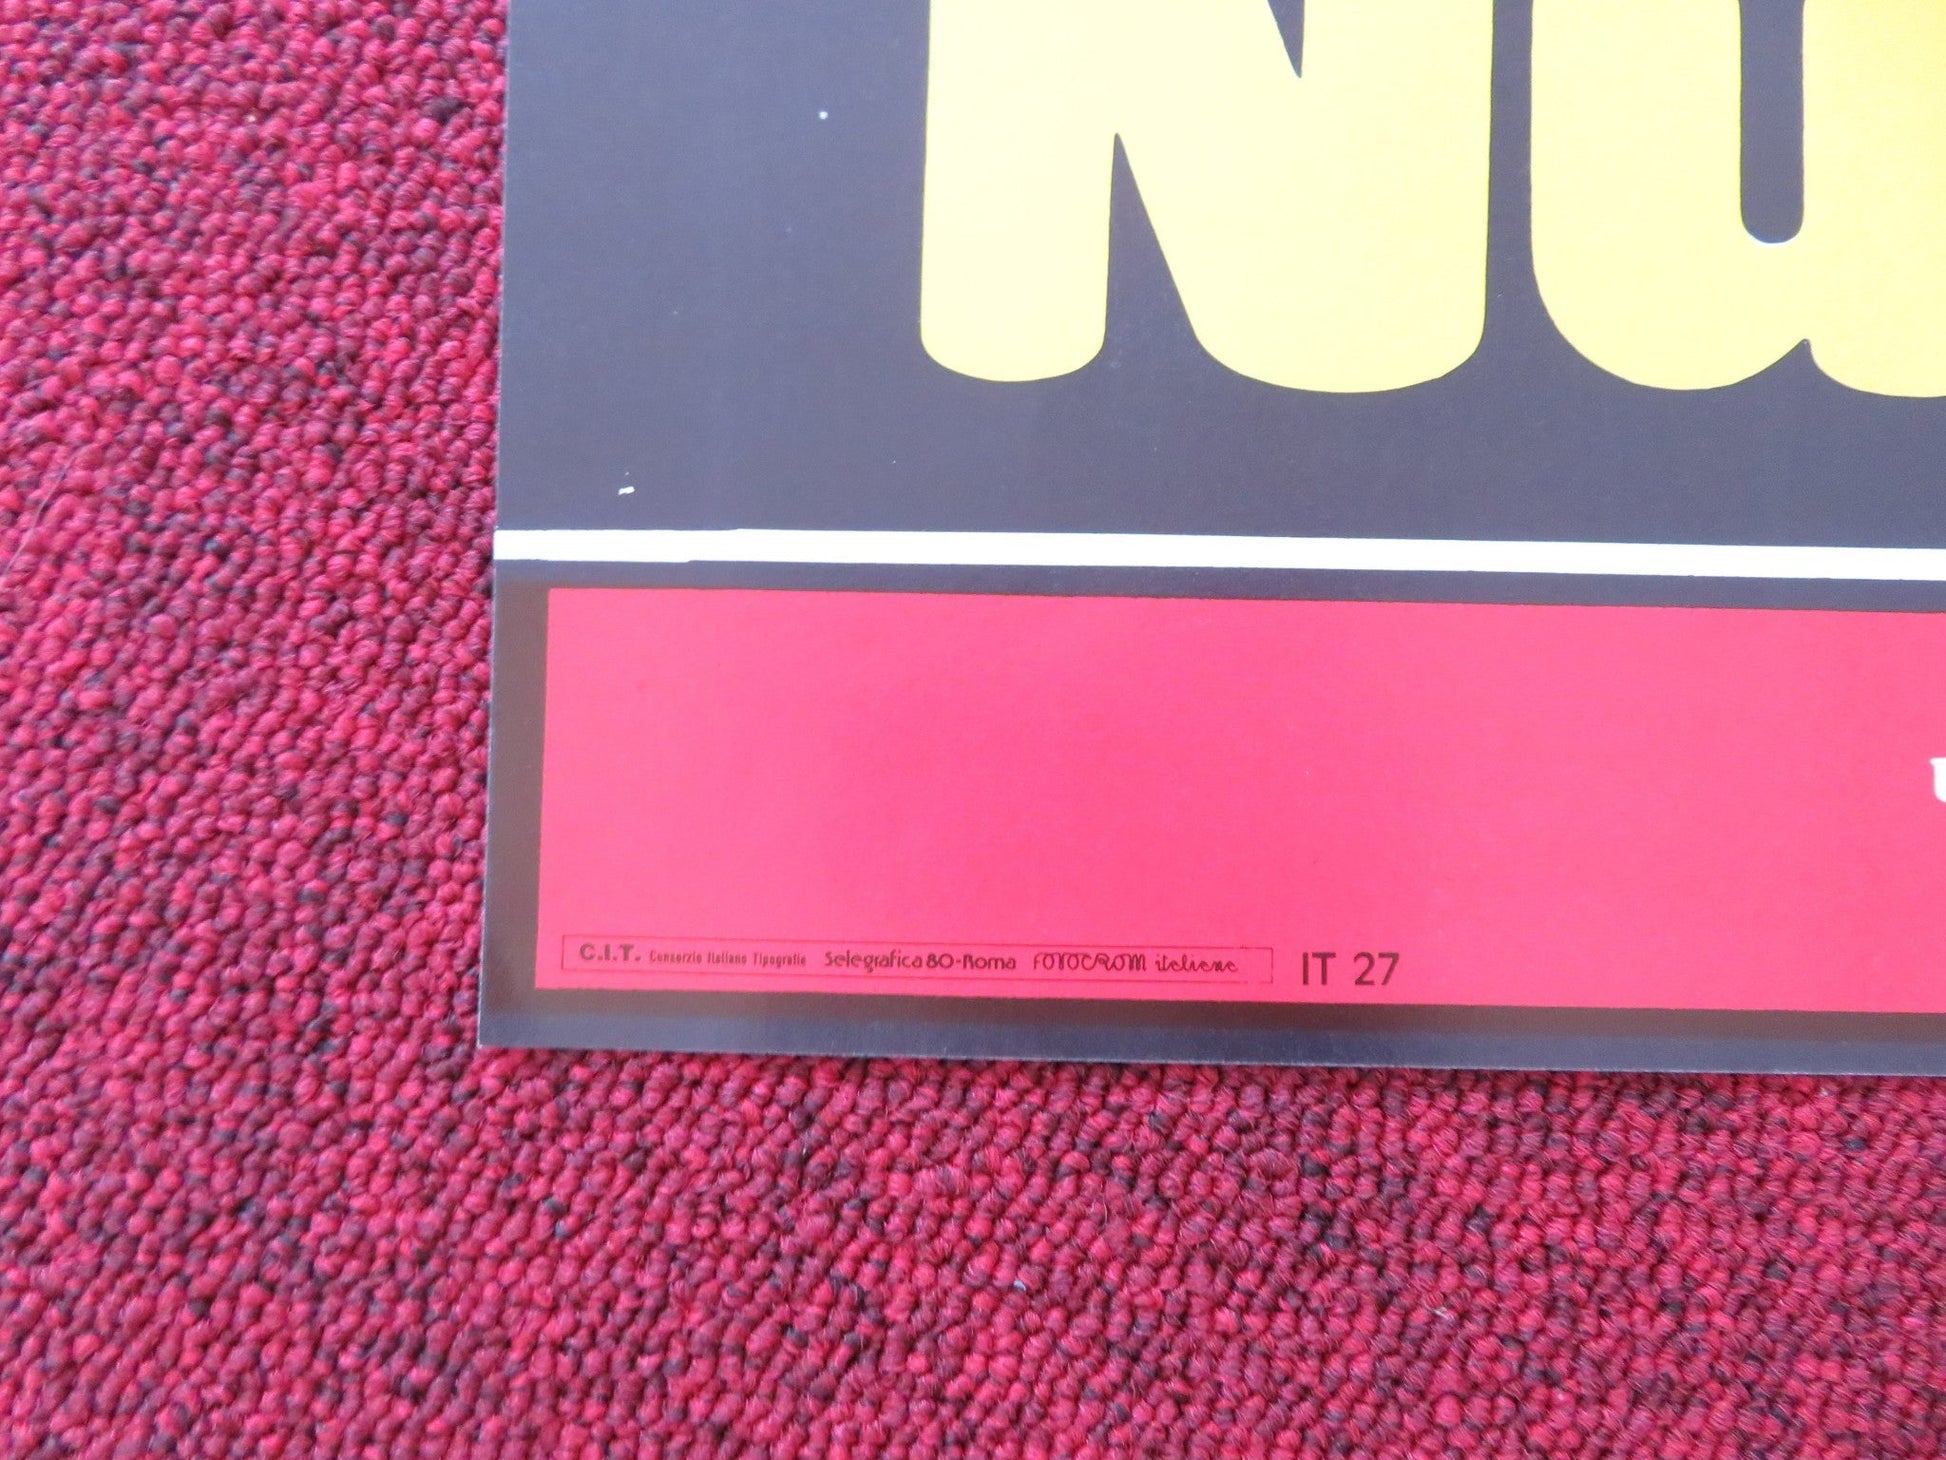 NU
C.I.T. Consorzio Italiano Tipografie Selegrafica 80-Roma FOTOCROM italiana IT 27